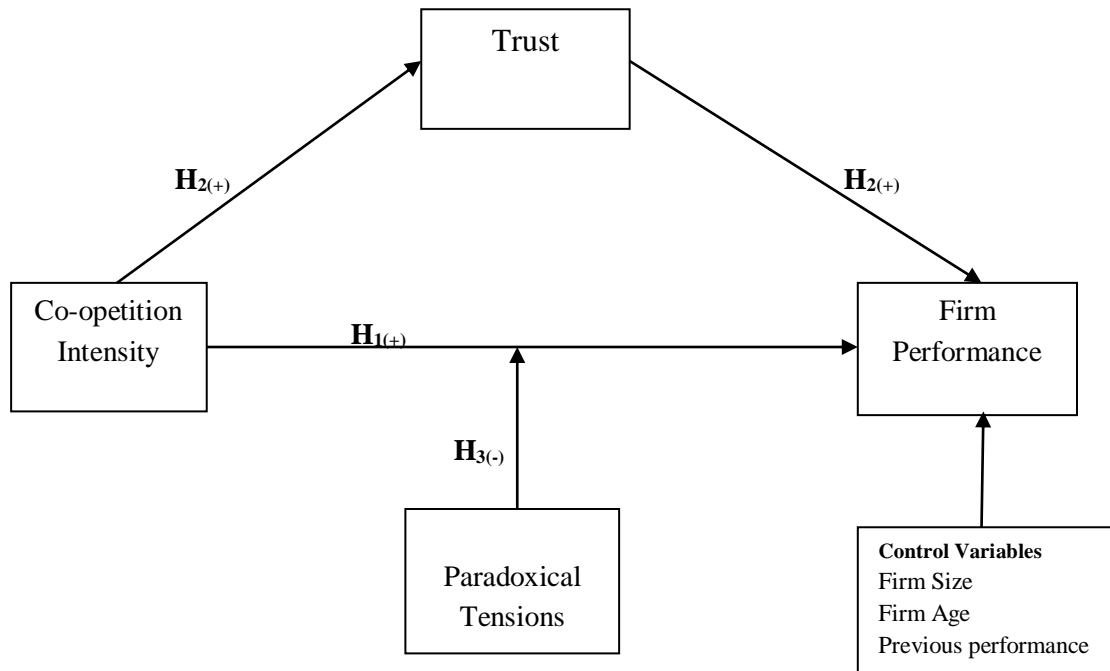 Trust
H2(+)
H2(+)
Co-opetition
Intensity
H1(+)
Firm
Performance
H3(-)
Paradoxical
Tensions
Control Variables
Firm Size
Firm Age
Previous performance